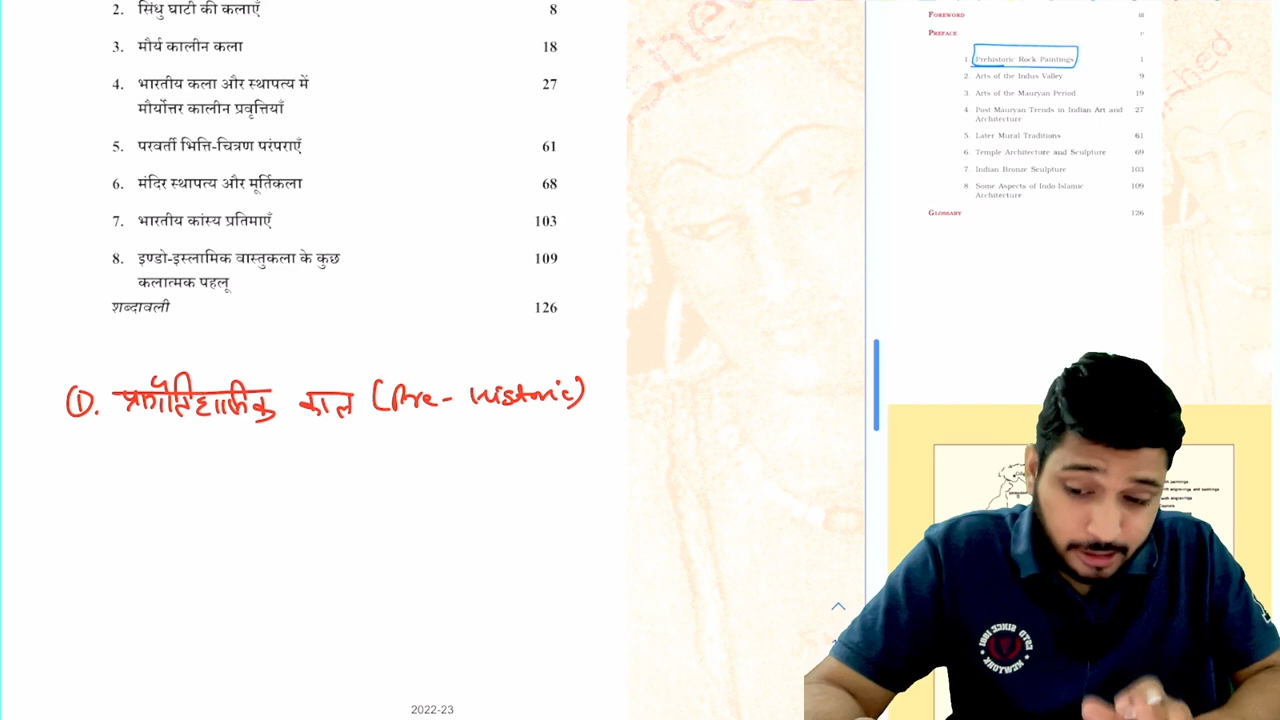 2. सिंधु घाटी की कलाएँ 8
3. मौर्य कालीन कला 18
4. भारतीय कला और स्थापत्य में 27
मौर्योत्तर कालीन प्रवृत्तियाँ
5. परवर्ती भित्ति-चित्रण परंपराएँ 61
6. मंदिर स्थापत्य और मूर्तिकला 68
7. भारतीय कांस्य प्रतिमाएँ 103
8. इण्डो-इस्लामिक वास्तुकला के कुछ 109
कलात्मक पहलू
शब्दावली 126
①. प्रागैतिहासिक काल (Pre-Historic)
2022-23
FOREWORD iii
PREFACE v
1. Prehistoric Rock Paintings 1
2. Arts of the Indus Valley 9
3. Arts of the Mauryan Period 19
4. Post-Mauryan Trends in Indian Art and 27
Architecture
5. Later Mural Traditions 61
6. Temple Architecture and Sculpture 69
7. Indian Bronze Sculpture 103
8. Some Aspects of Indo-Islamic 109
Architecture
GLOSSARY 126
ESTD SINCE 1991
NEWYORK